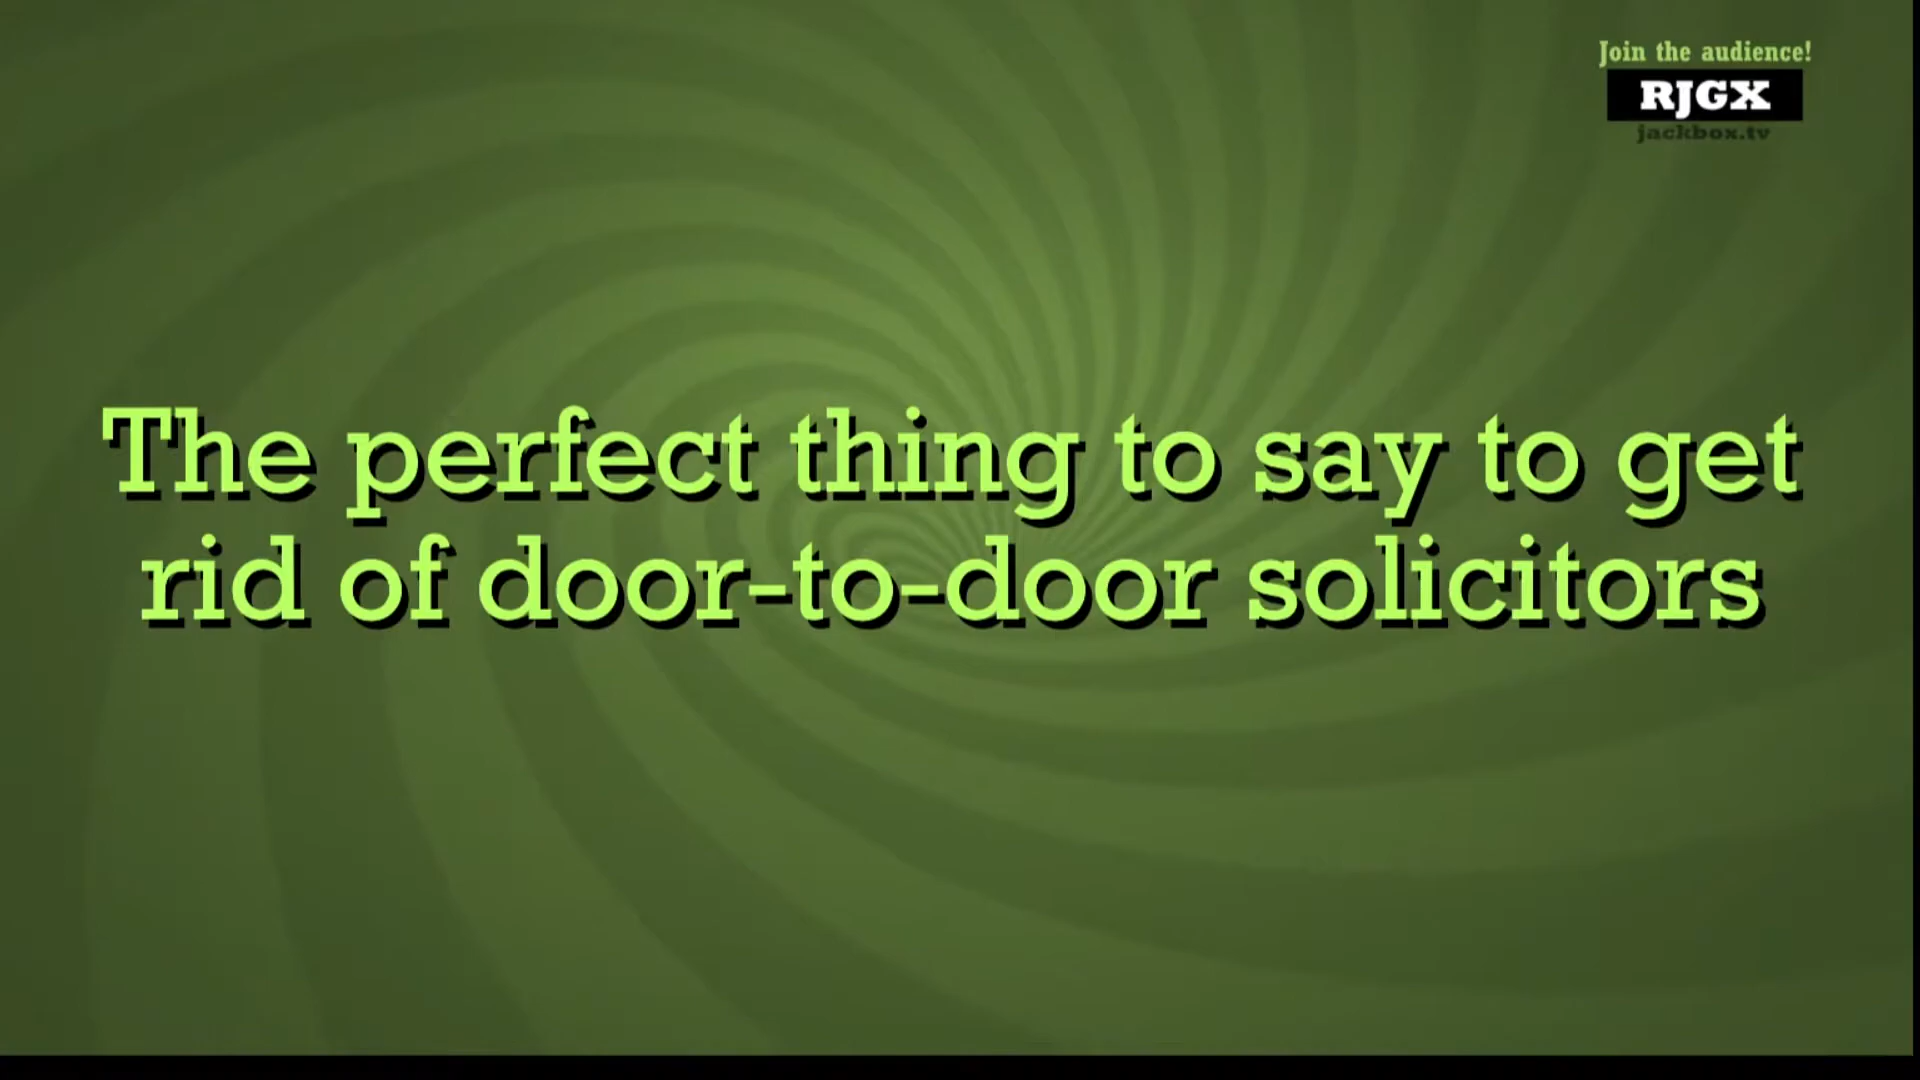 Join the audience!
RJGX
jackbox.tv
The perfect thing to say to get
rid of door-to-door solicitors